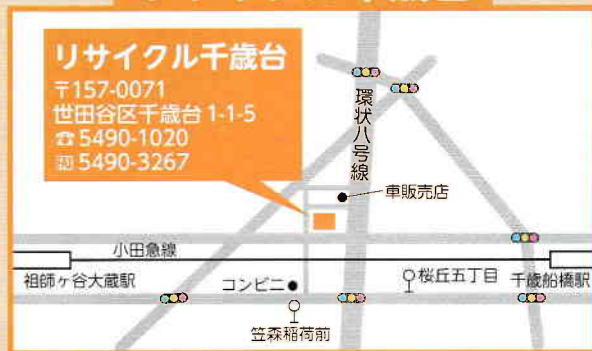 リサイクル千歳台
〒157-0071
世田谷区千歳台 1-1-5
☎ 5490-1020
5490-3267
環状八号線
車販売店
小田急線
祖師ヶ谷大蔵駅
コンビニ
桜丘五丁目
千歳船橋駅
笠森稲荷前